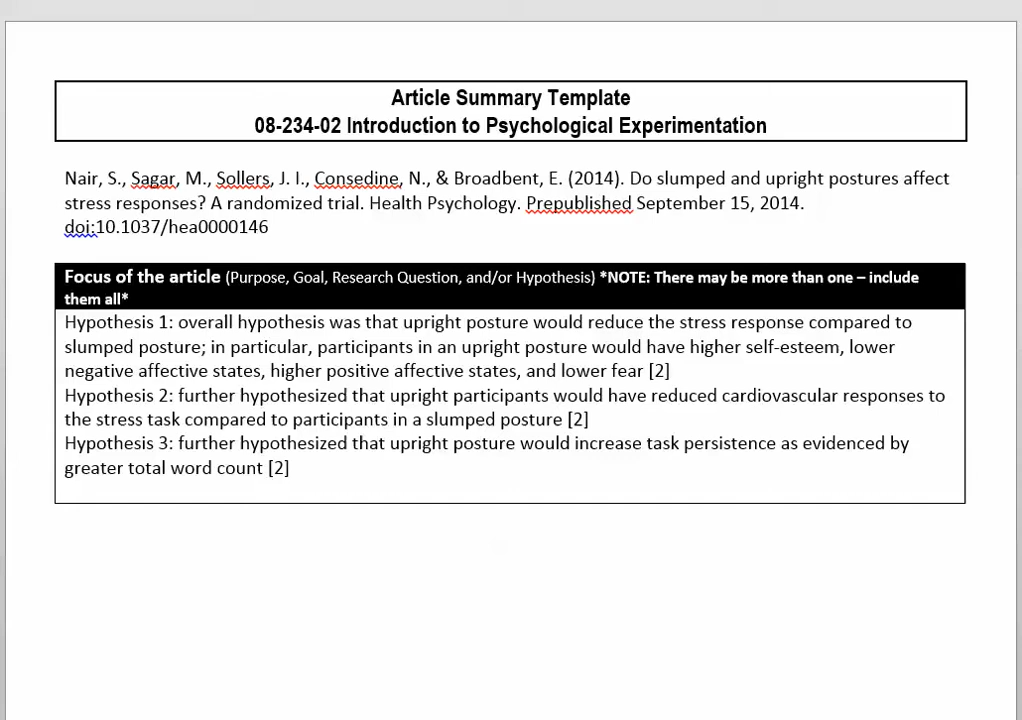 Article Summary Template
08-234-02 Introduction to Psychological Experimentation
Nair, S., Sagar, M., Sollers, J. I., Consedine, N., & Broadbent, E. (2014). Do slumped and upright postures affect
stress responses? A randomized trial. Health Psychology. Prepublished September 15, 2014.
doi:10.1037/hea0000146
Focus of the article (Purpose, Goal, Research Question, and/or Hypothesis) *NOTE: There may be more than one – include
them all*
Hypothesis 1: overall hypothesis was that upright posture would reduce the stress response compared to
slumped posture; in particular, participants in an upright posture would have higher self-esteem, lower
negative affective states, higher positive affective states, and lower fear [2]
Hypothesis 2: further hypothesized that upright participants would have reduced cardiovascular responses to
the stress task compared to participants in a slumped posture [2]
Hypothesis 3: further hypothesized that upright posture would increase task persistence as evidenced by
greater total word count [2]